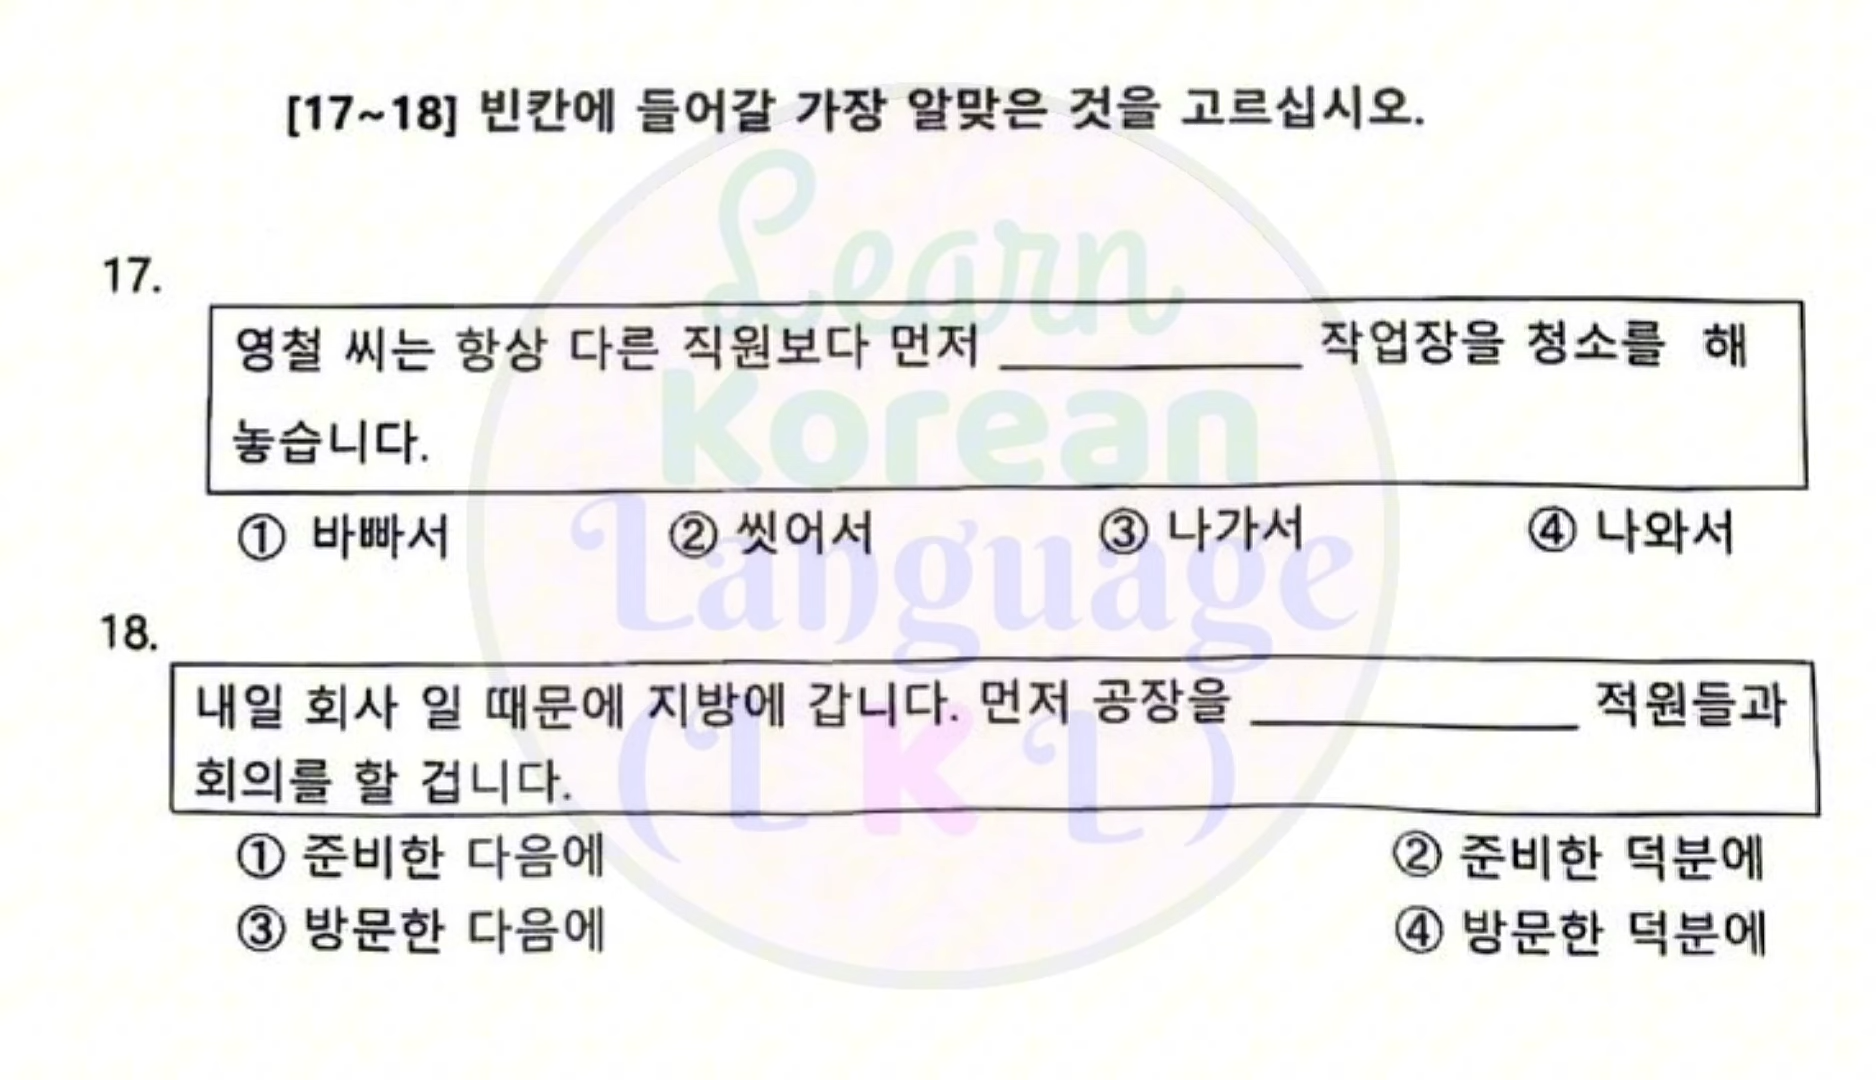 [17~18] 빈칸에 들어갈 가장 알맞은 것을 고르십시오.
17.
영철 씨는 항상 다른 직원보다 먼저 ____________ 작업장을 청소를 해
놓습니다.
① 바빠서 ② 씻어서 ③ 나가서 ④ 나와서
18.
내일 회사 일 때문에 지방에 갑니다. 먼저 공장을 ____________ 적원들과
회의를 할 겁니다.
① 준비한 다음에 ② 준비한 덕분에
③ 방문한 다음에 ④ 방문한 덕분에
Learn
Korean
Language
(LKL)